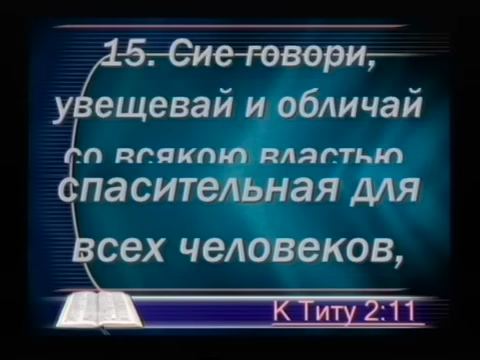 15. Сие говори,
увещевай и обличай
со всякою властью
спасительная для
всех человеков,
К Титу 2:11